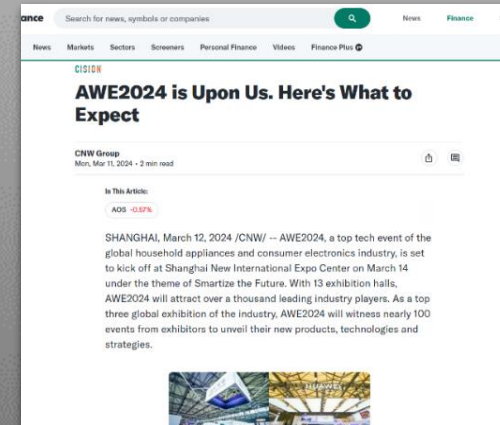 ance
Search for news, symbols or companies
News
Finance
News Markets Sectors Screeners Personal Finance Videos Finance Plus
CISION
AWE2024 is Upon Us. Here's What to
Expect
CNW Group
Mon, Mar 11, 2024 • 2 min read
In This Article:
AOS -0.57%
SHANGHAI, March 12, 2024 /CNW/ -- AWE2024, a top tech event of the
global household appliances and consumer electronics industry, is set
to kick off at Shanghai New International Expo Center on March 14
under the theme of Smartize the Future. With 13 exhibition halls,
AWE2024 will attract over a thousand leading industry players. As a top
three global exhibition of the industry, AWE2024 will witness nearly 100
events from exhibitors to unveil their new products, technologies and
strategies.
HUAWEI